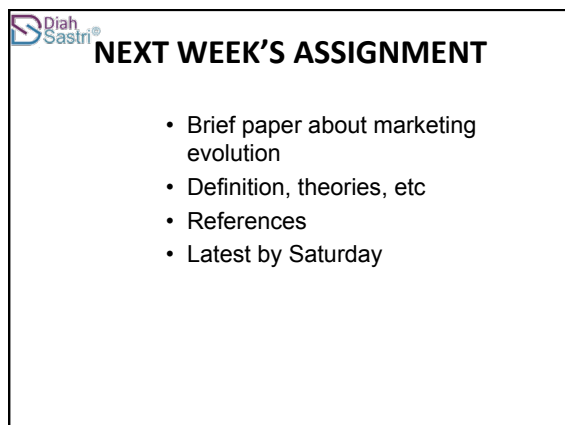 Diah
Sastri®
NEXT WEEK’S ASSIGNMENT
• Brief paper about marketing
evolution
• Definition, theories, etc
• References
• Latest by Saturday